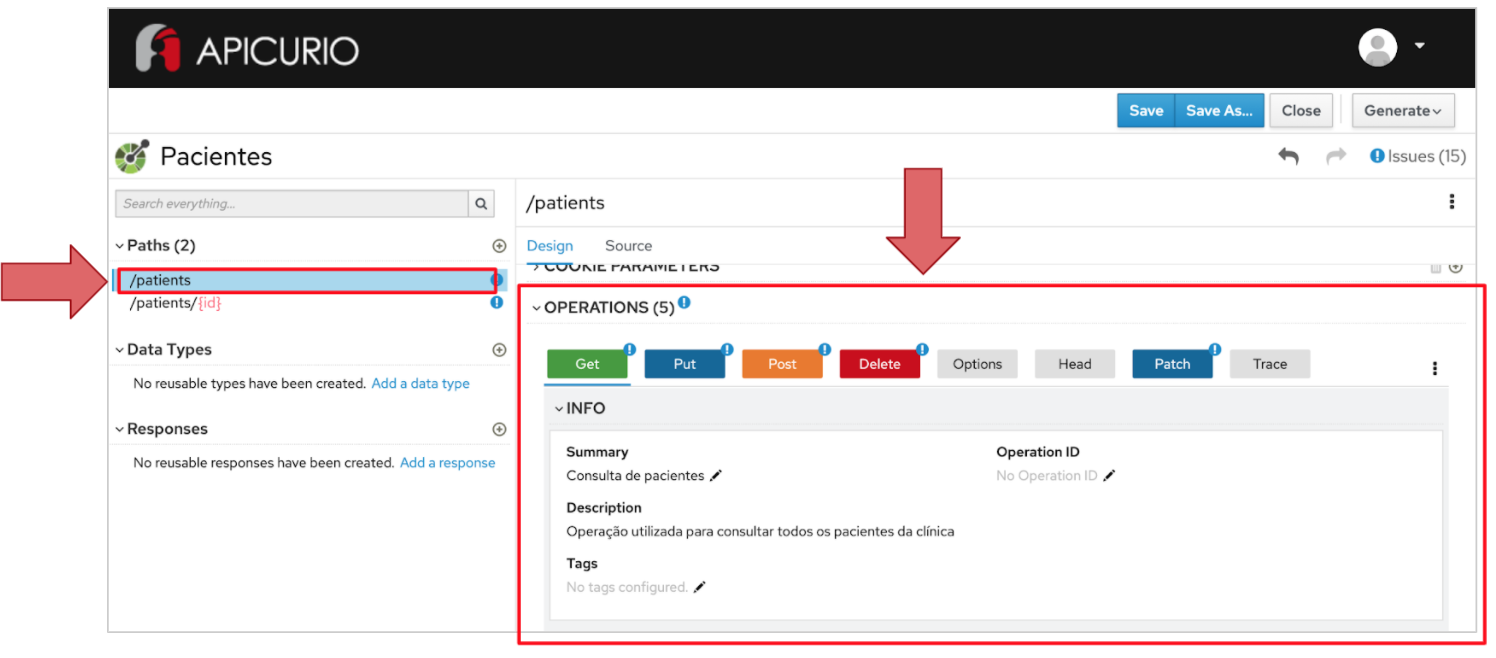 APICURIO
Save Save As... Close Generate
Pacientes
Issues (15)
Search everything...
/patients
Paths (2)
Design Source
COOKIE PARAMETERS
/patients
/patients/{id}
OPERATIONS (5)
Data Types
No reusable types have been created. Add a data type
Get Put Post Delete Options Head Patch Trace
INFO
Responses
No reusable responses have been created. Add a response
Summary
Consulta de pacientes
Operation ID
No Operation ID
Description
Operação utilizada para consultar todos os pacientes da clínica
Tags
No tags configured.